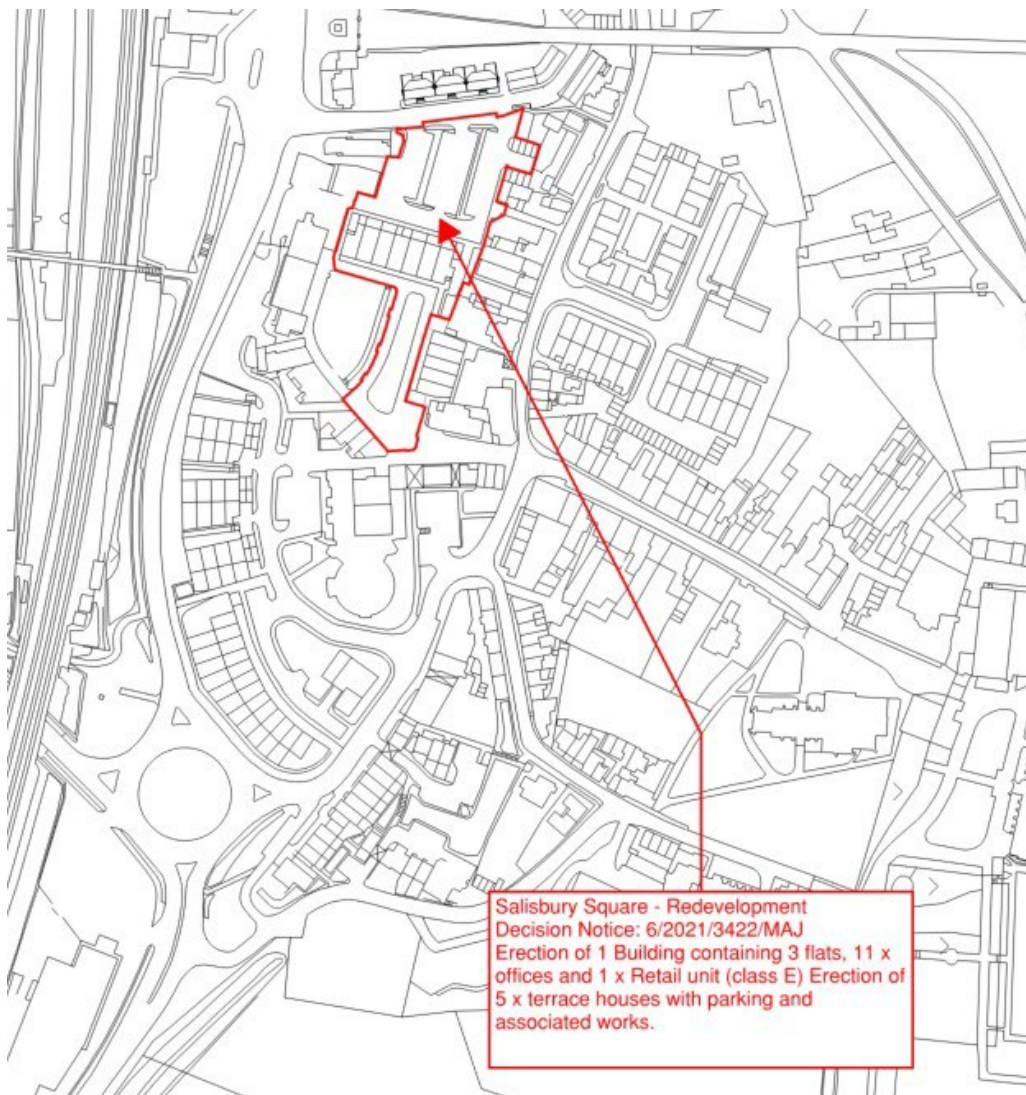 Salisbury Square - Redevelopment
Decision Notice: 6/2021/3422/MAJ
Erection of 1 Building containing 3 flats, 11 x
offices and 1 x Retail unit (class E) Erection of
5 x terrace houses with parking and
associated works.